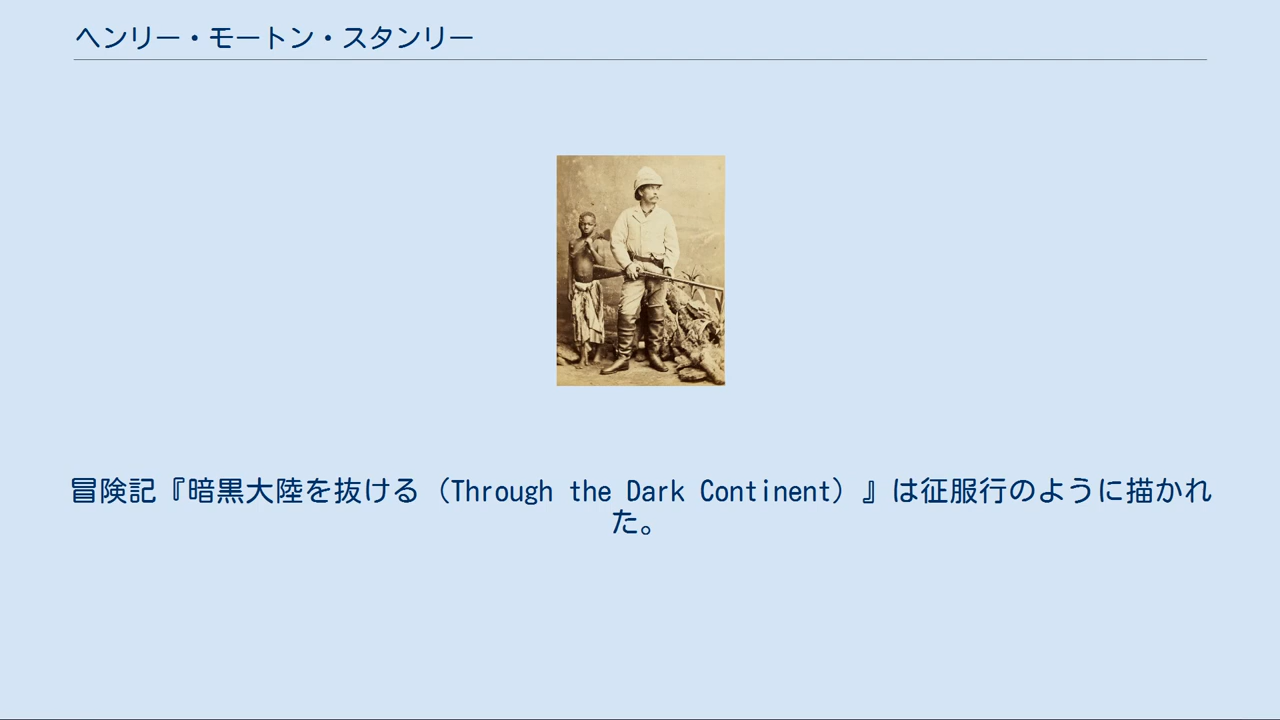 ヘンリー・モートン・スタンリー
冒険記『暗黒大陸を抜ける（Through the Dark Continent）』は征服行のように描かれ
た。